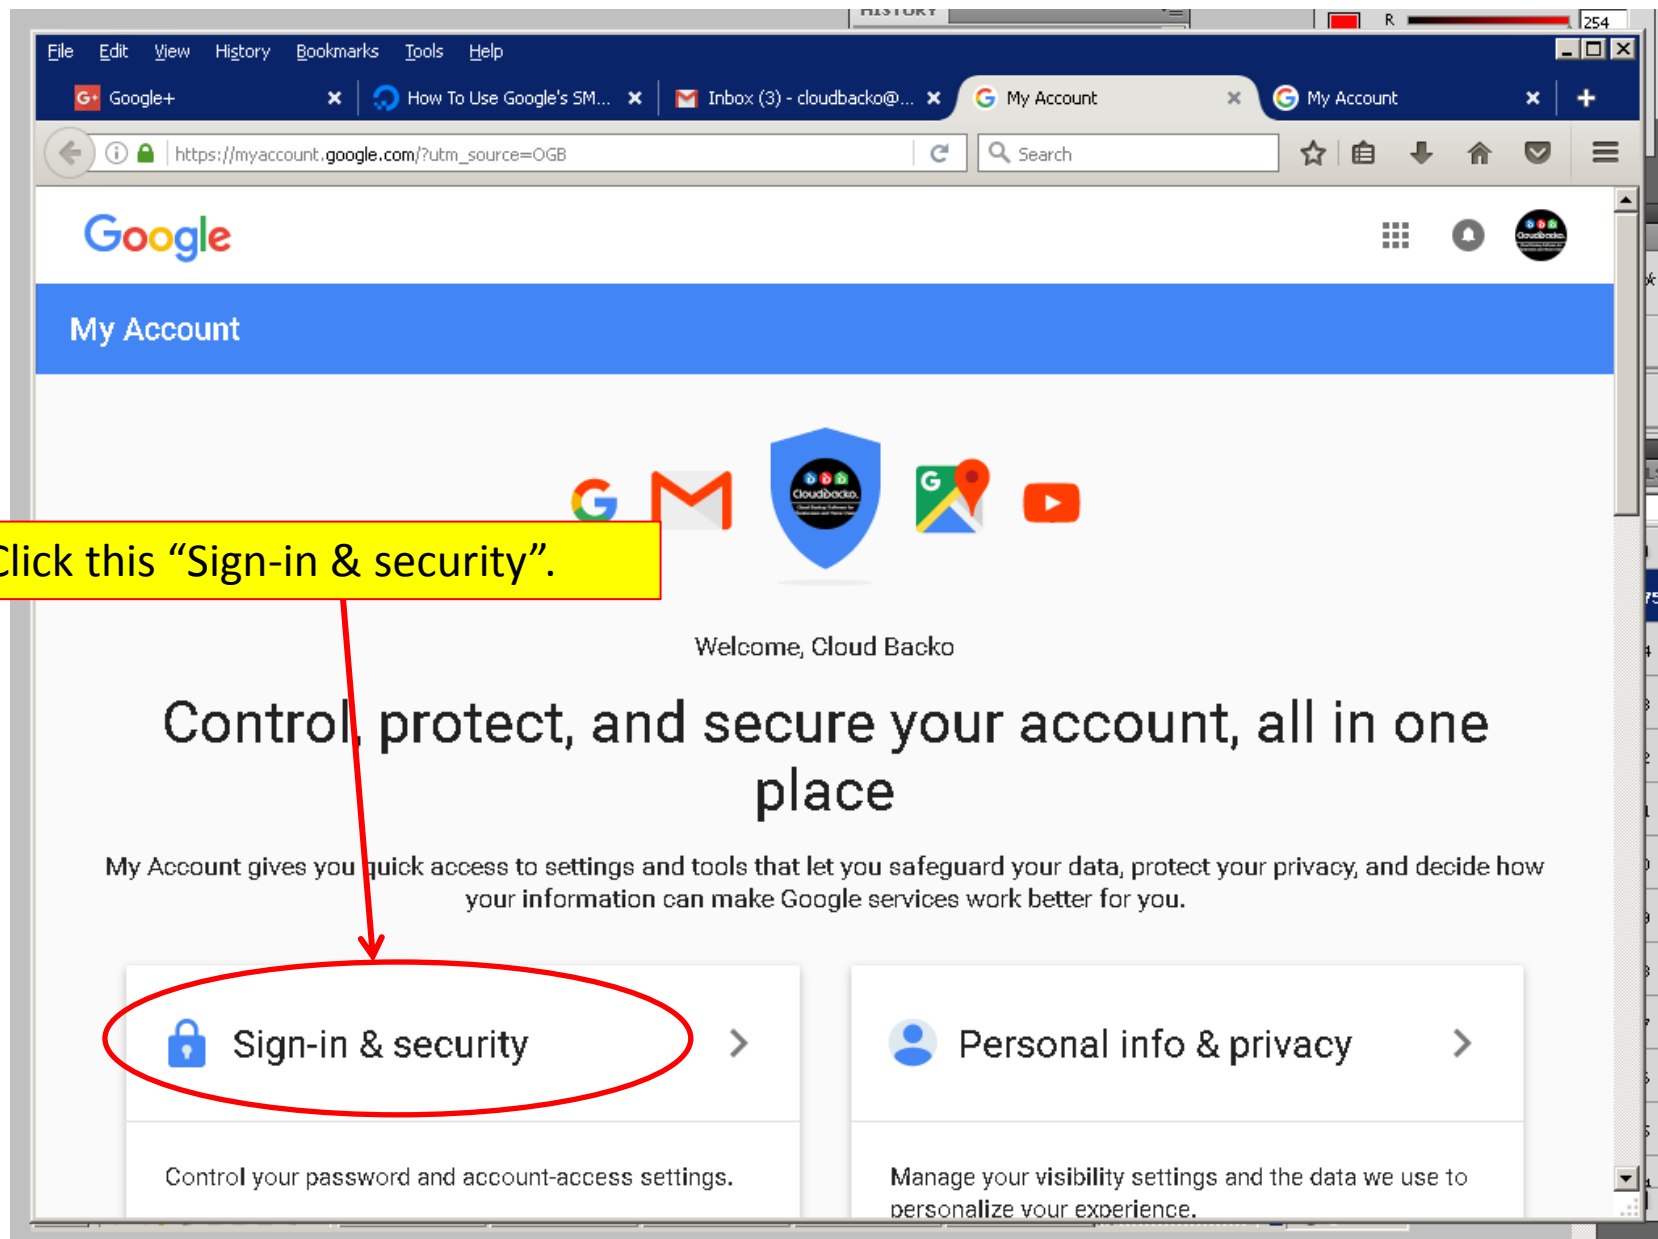 HISTORY
R 254
File Edit View History Bookmarks Tools Help
Google+ How To Use Google's SM... Inbox (3) - cloudbacko@... My Account My Account
https://myaccount.google.com/?utm_source=OGB Search
Google
Cloudbacko.
My Account
G
Cloudbacko.
Click this “Sign-in & security”.
Welcome, Cloud Backo
Control, protect, and secure your account, all in one
place
My Account gives you quick access to settings and tools that let you safeguard your data, protect your privacy, and decide how
your information can make Google services work better for you.
Sign-in & security
Personal info & privacy
Control your password and account-access settings.
Manage your visibility settings and the data we use to
personalize your experience.